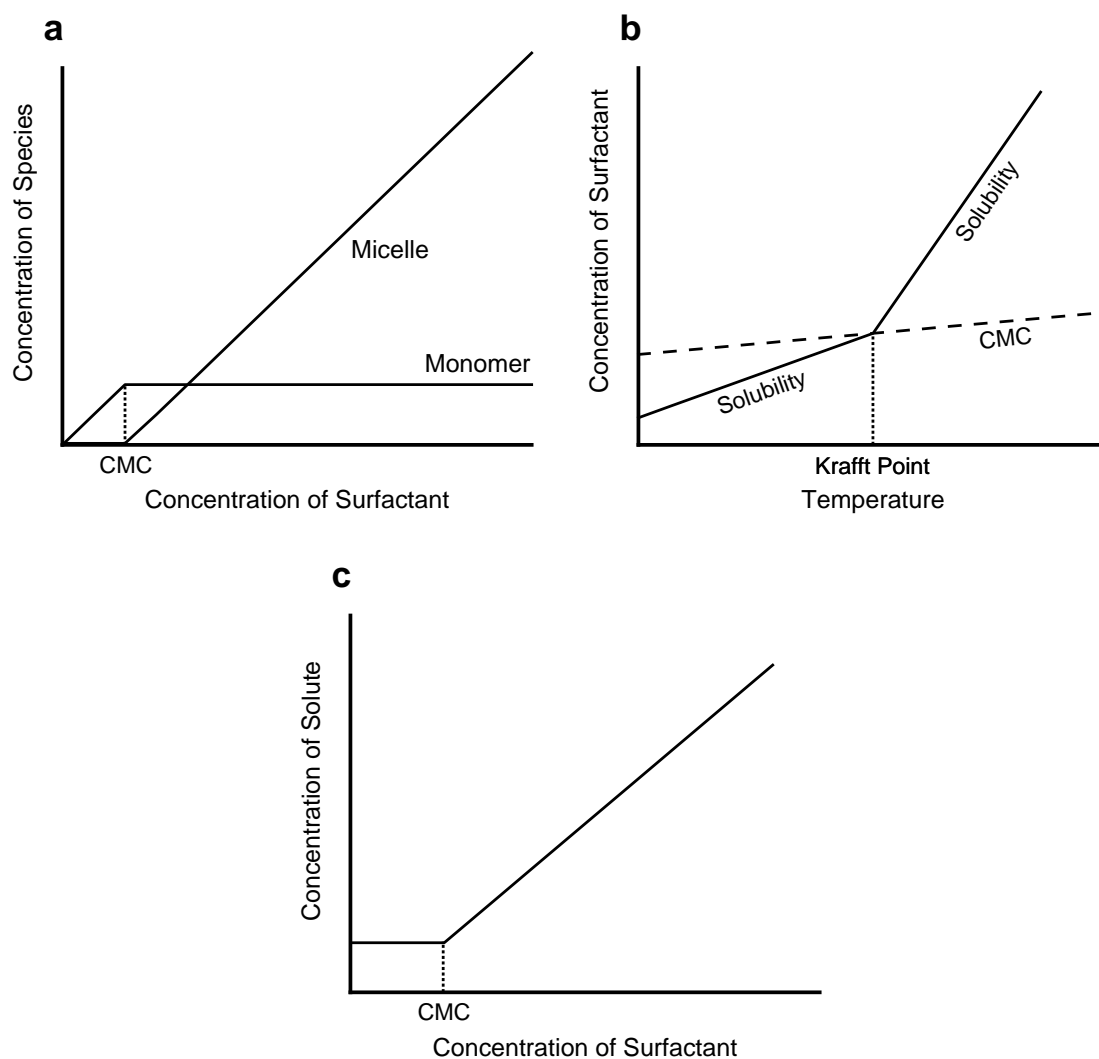 a
Concentration of Species
Micelle
Monomer
CMC
Concentration of Surfactant
b
Concentration of Surfactant
Solubility
Solubility
CMC
Krafft Point
Temperature
c
Concentration of Solute
CMC
Concentration of Surfactant